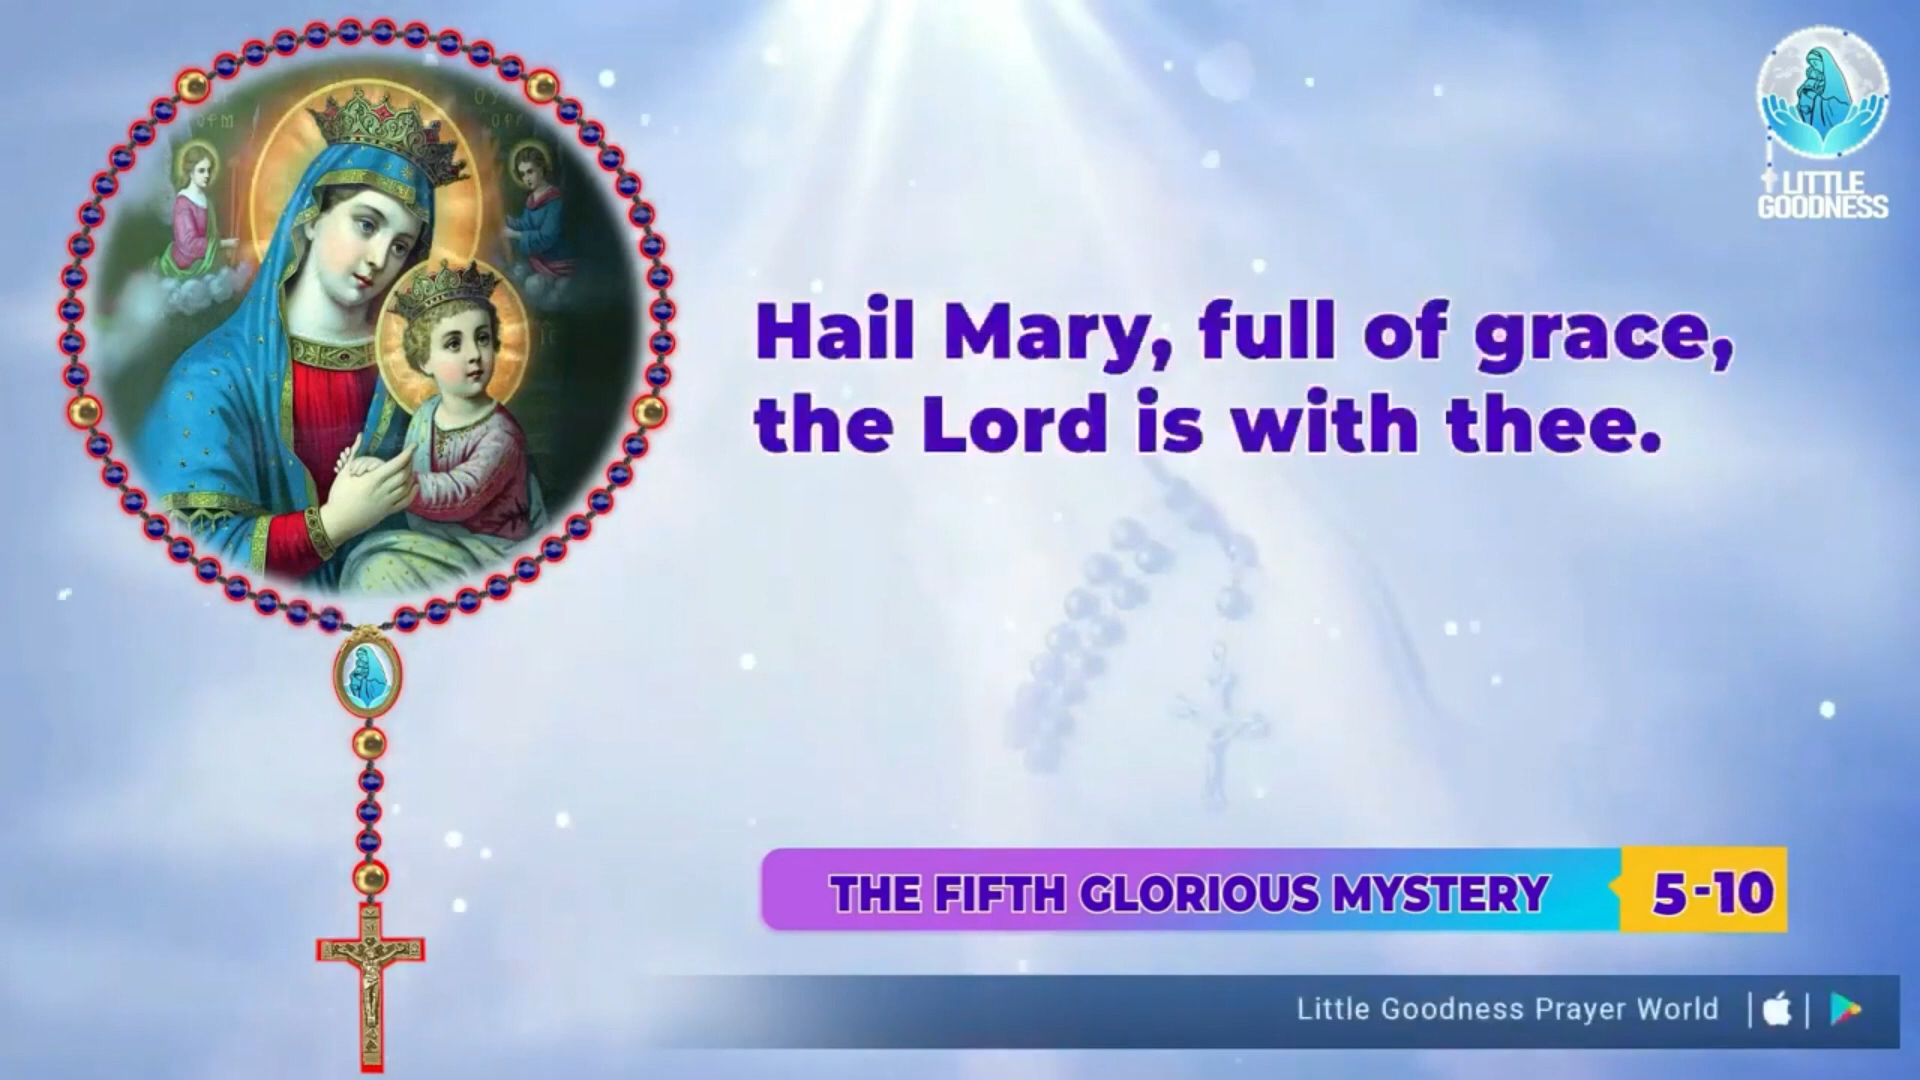 LITTLE
GOODNESS
Hail Mary, full of grace,
the Lord is with thee.
THE FIFTH GLORIOUS MYSTERY 5-10
Little Goodness Prayer World